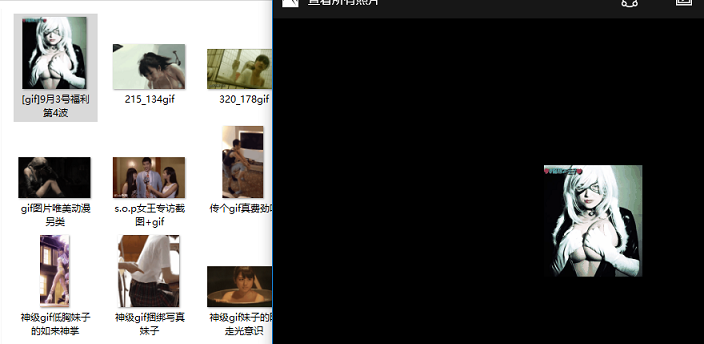 查看所有照片
[gif]9月3号福利
第4波
215_134gif
320_178gif
gif图片唯美动漫
另类
s.o.p女王专访截
图+gif
传个gif真费劲
神级gif低胸妹子
的如来神掌
神级gif捆绑写真
妹子
神级gif妹子的
走光意识